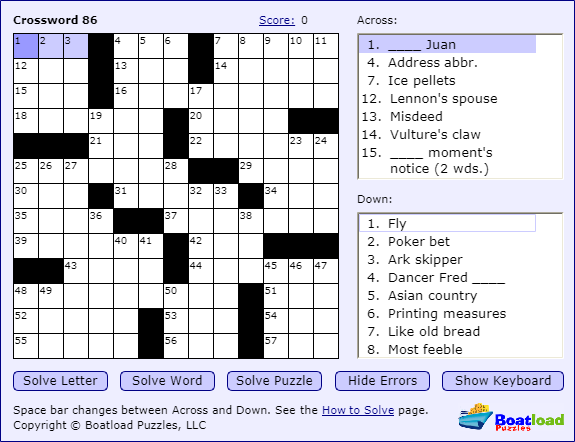 Crossword 86
Score: 0
1 2 3 4 5 6 7 8 9 10 11
12 13 14
15 16 17
18 19 20
21 22 23 24
25 26 27 28 29
30 31 32 33 34
35 36 37 38
39 40 41 42
43 44 45 46 47
48 49 50 51
52 53 54
55 56 57
Across:
1. ____ Juan
4. Address abbr.
7. Ice pellets
12. Lennon's spouse
13. Misdeed
14. Vulture's claw
15. ____ moment's
notice (2 wds.)
Down:
1. Fly
2. Poker bet
3. Ark skipper
4. Dancer Fred ____
5. Asian country
6. Printing measures
7. Like old bread
8. Most feeble
Solve Letter Solve Word Solve Puzzle Hide Errors Show Keyboard
Space bar changes between Across and Down. See the How to Solve page.
Copyright © Boatload Puzzles, LLC
Boatload
Puzzles